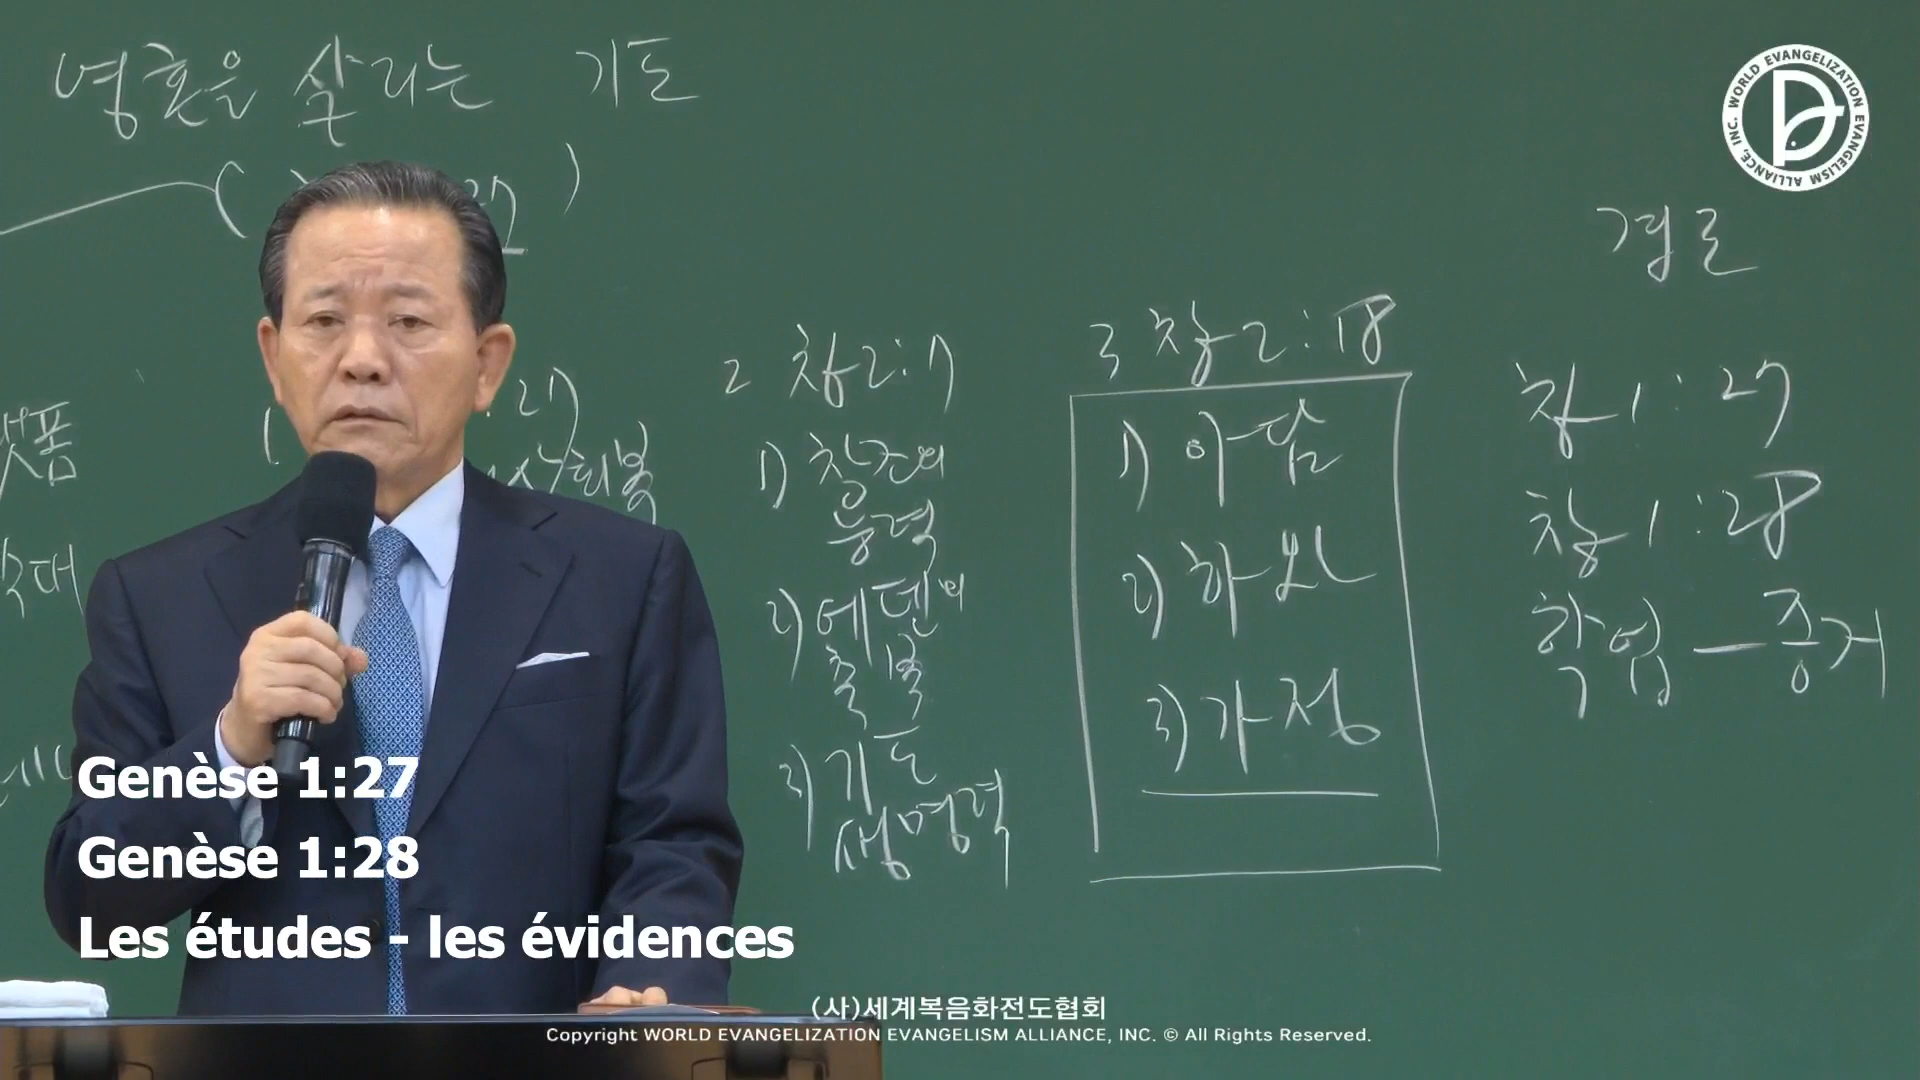 영혼을 살리는 기도
WORLD EVANGELIZATION EVANGELISM ALLIANCE, INC.
결론
2 창2:7
1) 창조의
능력
2) 에덴의
축복
3) 기도
생명력
3 창2:18
1) 아담
2) 하와
3) 가정
창1:27
창1:28
학업 - 증거
Genèse 1:27
Genèse 1:28
Les études - les évidences
(사)세계복음화전도협회
Copyright WORLD EVANGELIZATION EVANGELISM ALLIANCE, INC. © All Rights Reserved.